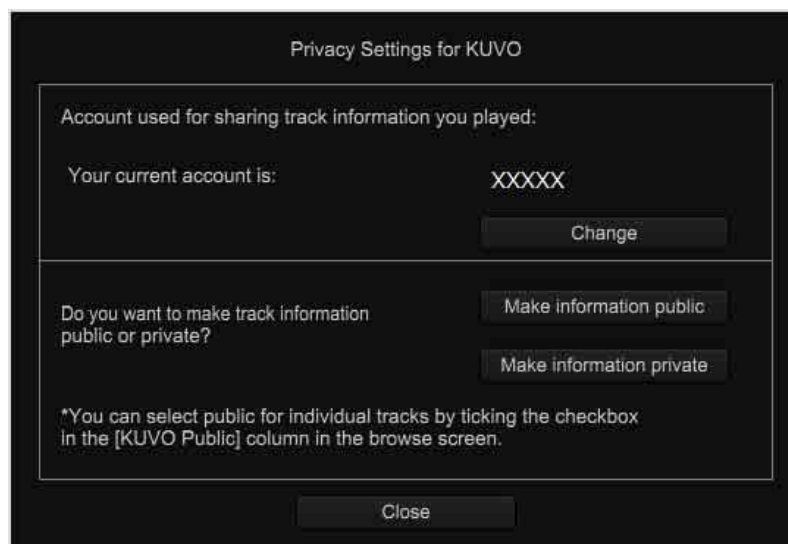 Privacy Settings for KUVO
Account used for sharing track information you played:
Your current account is:
XXXXX
Change
Do you want to make track information
public or private?
Make information public
Make information private
*You can select public for individual tracks by ticking the checkbox
in the [KUVO Public] column in the browse screen.
Close